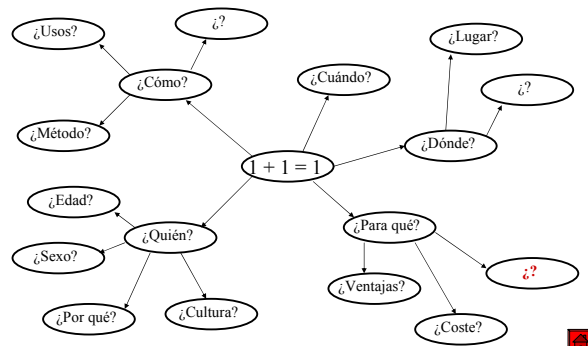 ¿Usos?
¿?
¿Lugar?
¿Cómo?
¿Cuándo?
¿?
¿Método?
¿Dónde?
1 + 1 = 1
¿Edad?
¿Quién?
¿Para qué?
¿Sexo?
¿?
¿Ventajas?
¿Por qué?
¿Cultura?
¿Coste?